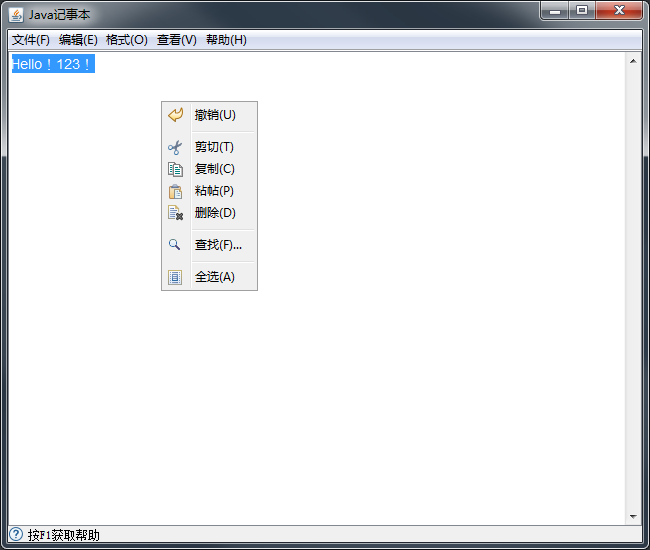 Java记事本
文件(F) 编辑(E) 格式(O) 查看(V) 帮助(H)
Hello！123！
撤销(U)
剪切(T)
复制(C)
粘帖(P)
删除(D)
查找(F)...
全选(A)
按F1获取帮助